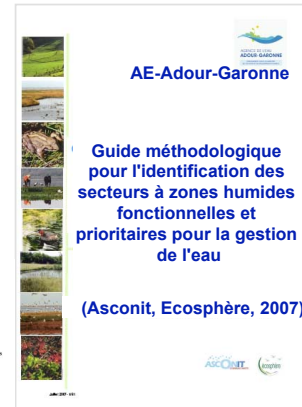 AGENCE DE L'EAU
ADOUR-GARONNE
AE-Adour-Garonne
Guide méthodologique
pour l'identification des
secteurs à zones humides
fonctionnelles et
prioritaires pour la gestion
de l'eau
(Asconit, Ecosphère, 2007)
ASCONIT
écosphère